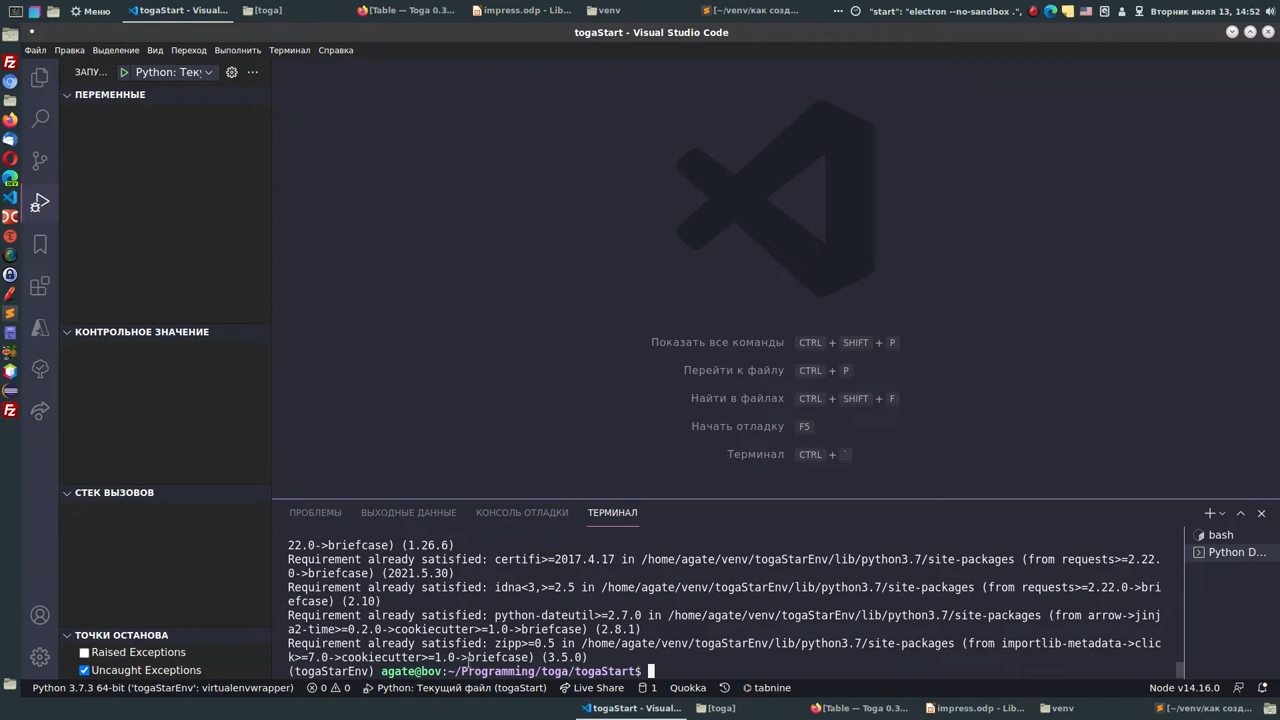 Меню
togaStart - Visual...
[toga]
[Table — Toga 0.3...
impress.odp - Lib...
venv
[~/venv/как созд...
"start": "electron --no-sandbox .",
Вторник июля 13, 14:52
togaStart - Visual Studio Code
Файл Правка Выделение Вид Переход Выполнить Терминал Справка
ЗАПУ... Python: Теку
ПЕРЕМЕННЫЕ
КОНТРОЛЬНОЕ ЗНАЧЕНИЕ
СТЕК ВЫЗОВОВ
ТОЧКИ ОСТАНОВА
Raised Exceptions
Uncaught Exceptions
DEV
Показать все команды CTRL + SHIFT + P
Перейти к файлу CTRL + P
Найти в файлах CTRL + SHIFT + F
Начать отладку F5
Терминал CTRL + `
ПРОБЛЕМЫ ВЫХОДНЫЕ ДАННЫЕ КОНСОЛЬ ОТЛАДКИ ТЕРМИНАЛ
bash
Python D...
22.0->briefcase) (1.26.6)
Requirement already satisfied: certifi>=2017.4.17 in /home/agate/venv/togaStarEnv/lib/python3.7/site-packages (from requests>=2.22.
0->briefcase) (2021.5.30)
Requirement already satisfied: idna<3,>=2.5 in /home/agate/venv/togaStarEnv/lib/python3.7/site-packages (from requests>=2.22.0->bri
efcase) (2.10)
Requirement already satisfied: python-dateutil>=2.7.0 in /home/agate/venv/togaStarEnv/lib/python3.7/site-packages (from arrow->jinj
a2-time>=0.2.0->cookiecutter>=1.0->briefcase) (2.8.1)
Requirement already satisfied: zipp>=0.5 in /home/agate/venv/togaStarEnv/lib/python3.7/site-packages (from importlib-metadata->clic
k>=7.0->cookiecutter>=1.0->briefcase) (3.5.0)
(togaStarEnv) agate@bov:~/Programming/toga/togaStart$
Python 3.7.3 64-bit ('togaStarEnv': virtualenvwrapper) 0 0 Python: Текущий файл (togaStart) Live Share 1 Quokka tabnine Node v14.16.0
togaStart - Visual...
[toga]
[Table — Toga 0.3...
impress.odp - Lib...
venv
[~/venv/как созд...